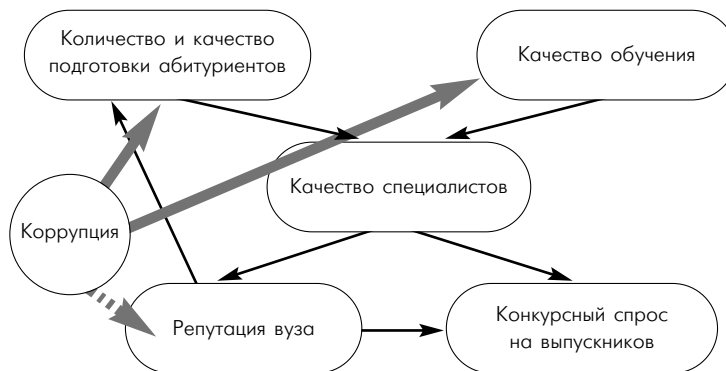 Количество и качество
подготовки абитуриентов
Качество обучения
Качество специалистов
Коррупция
Репутация вуза
Конкурсный спрос
на выпускников